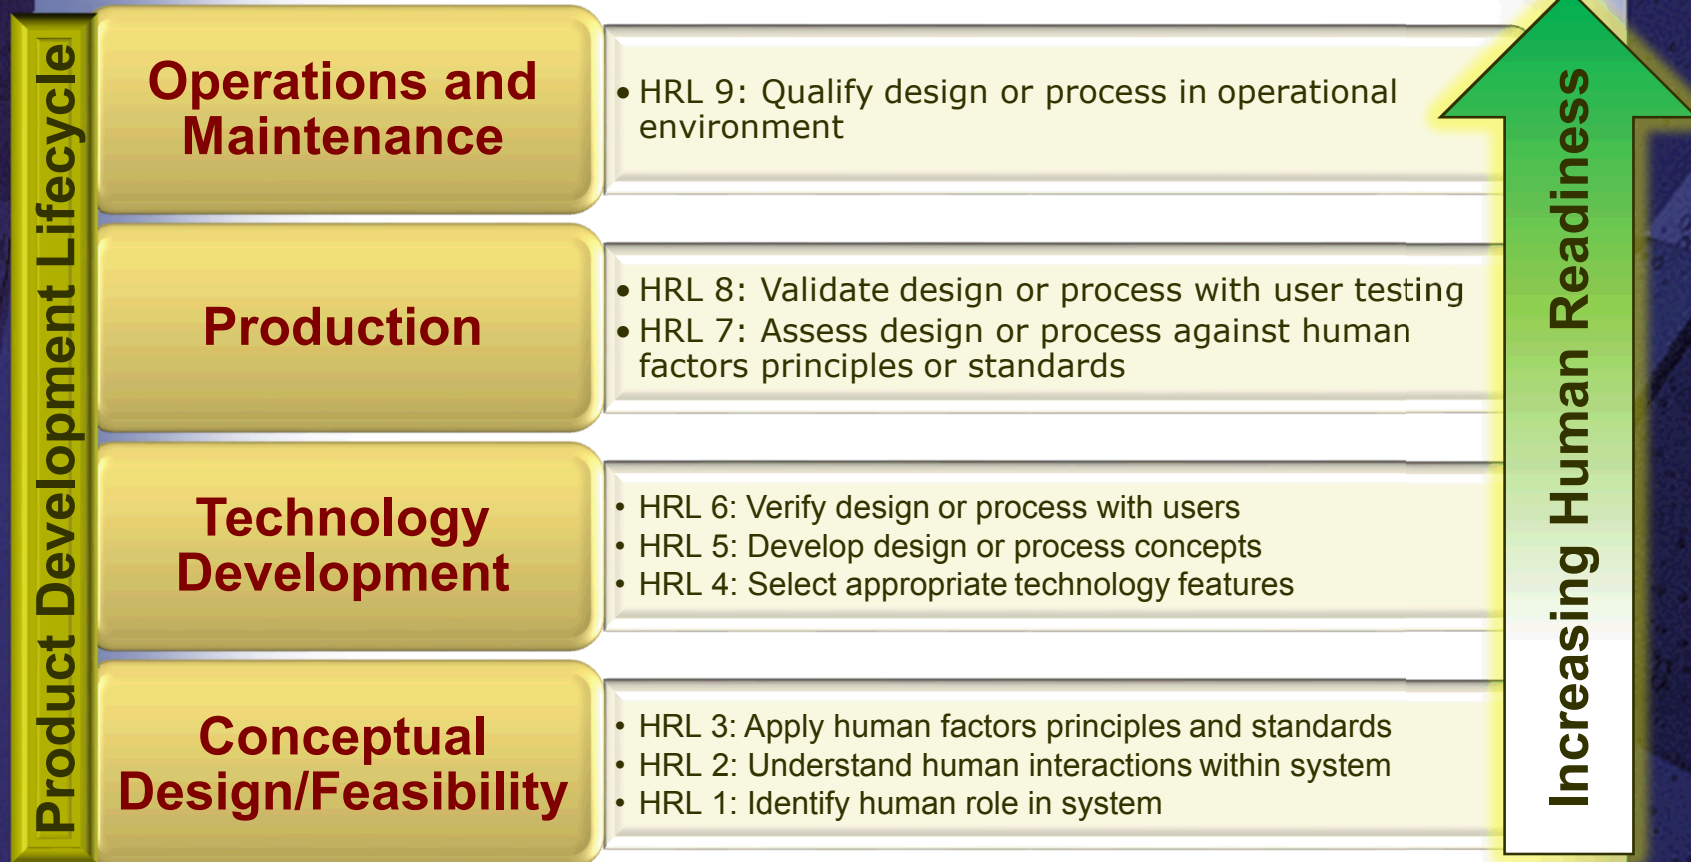 Product Development Lifecycle
Operations and
Maintenance
• HRL 9: Qualify design or process in operational
environment
Production
• HRL 8: Validate design or process with user testing
• HRL 7: Assess design or process against human
factors principles or standards
Technology
Development
• HRL 6: Verify design or process with users
• HRL 5: Develop design or process concepts
• HRL 4: Select appropriate technology features
Conceptual
Design/Feasibility
• HRL 3: Apply human factors principles and standards
• HRL 2: Understand human interactions within system
• HRL 1: Identify human role in system
Increasing Human Readiness